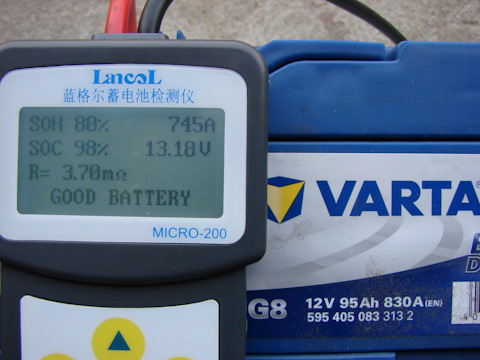 LancoL
蓝格尔蓄电池检测仪
SOH 80% 745A
SOC 98% 13.18V
R= 3.70mΩ
GOOD BATTERY
MICRO-200
VARTA
G8 12V 95Ah 830A(EN)
595 405 083 313 2